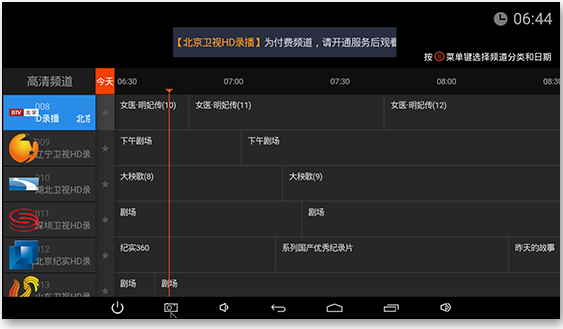 06:44
【北京卫视HD录播】为付费频道，请开通服务后观看
按 菜单键选择频道分类和日期
高清频道 今天 06:30 07:00 07:30 08:00 08:30
008
BTV 高清 D录播 北京
女医·明妃传(10) 女医·明妃传(11) 女医·明妃传(12)
009
辽宁卫视HD录
下午剧场 下午剧场
010
湖北卫视HD录
大秧歌(8) 大秧歌(9)
011
深圳卫视HD录
剧场 剧场
012
北京纪实HD录
纪实360 系列国产优秀纪录片 昨天的故事
013
山东卫视HD录
剧场 剧场